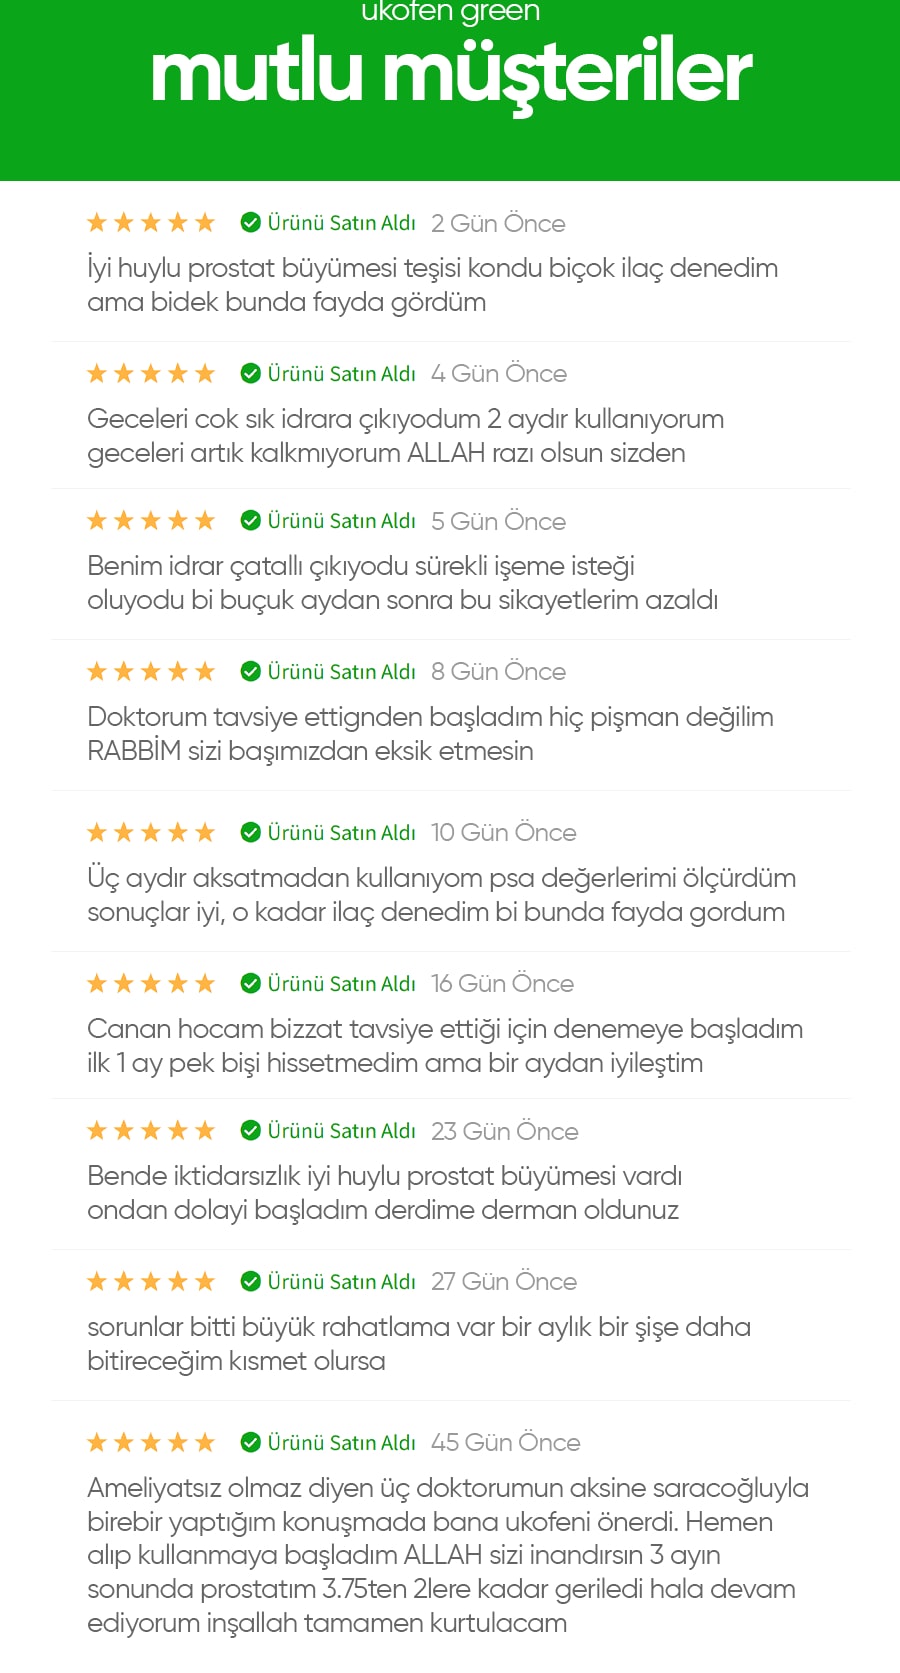 ukofen green
mutlu müşteriler
Ürünü Satın Aldı 2 Gün Önce
İyi huylu prostat büyümesi teşisi kondu biçok ilaç denedim
ama bidek bunda fayda gördüm
Ürünü Satın Aldı 4 Gün Önce
Geceleri cok sık idrara çıkıyodum 2 aydır kullanıyorum
geceleri artık kalkmıyorum ALLAH razı olsun sizden
Ürünü Satın Aldı 5 Gün Önce
Benim idrar çatallı çıkıyodu sürekli işeme isteği
oluyodu bi buçuk aydan sonra bu sikayetlerim azaldı
Ürünü Satın Aldı 8 Gün Önce
Doktorum tavsiye ettignden başladım hiç pişman değilim
RABBİM sizi başımızdan eksik etmesin
Ürünü Satın Aldı 10 Gün Önce
Üç aydır aksatmadan kullanıyom psa değerlerimi ölçürdüm
sonuçlar iyi, o kadar ilaç denedim bi bunda fayda gordum
Ürünü Satın Aldı 16 Gün Önce
Canan hocam bizzat tavsiye ettiği için denemeye başladım
ilk 1 ay pek bişi hissetmedim ama bir aydan iyileştim
Ürünü Satın Aldı 23 Gün Önce
Bende iktidarsızlık iyi huylu prostat büyümesi vardı
ondan dolayi başladım derdime derman oldunuz
Ürünü Satın Aldı 27 Gün Önce
sorunlar bitti büyük rahatlama var bir aylık bir şişe daha
bitireceğim kısmet olursa
Ürünü Satın Aldı 45 Gün Önce
Ameliyatsız olmaz diyen üç doktorumun aksine saracoğluyla
birebir yaptığım konuşmada bana ukofeni önerdi. Hemen
alıp kullanmaya başladım ALLAH sizi inandırsın 3 ayın
sonunda prostatım 3.75ten 2lere kadar geriledi hala devam
ediyorum inşallah tamamen kurtulacam